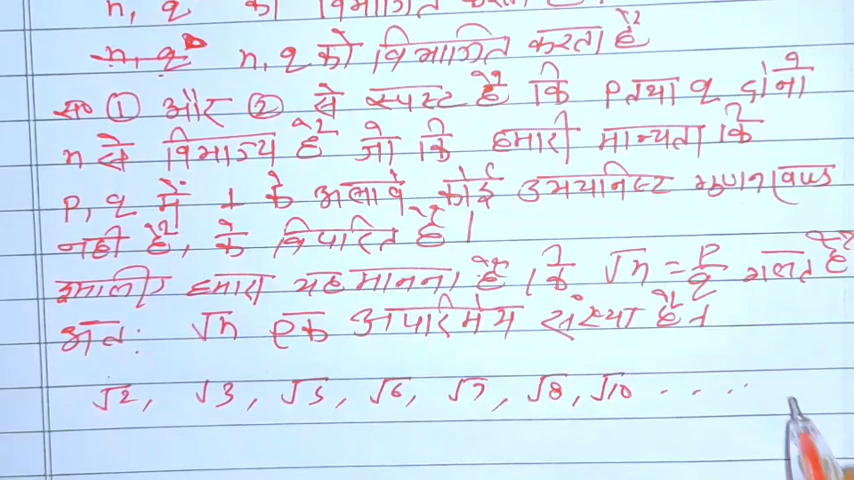 n, q को विभाजित करता है
n, q n, q को विभाजित करता है
स० ① और ② से स्पष्ट है कि P तथा q दोनो
n से विभाज्य है जो कि हमारी मान्यता कि
P, q में 1 के अलावे कोई उभयनिष्ट गुणनखण्ड
नही है, के विपरित है।
इसलिए हमारा यह मानना है कि √n = P/q गलत है
अतः √n एक अपरिमेय संख्या है।
√2, √3, √5, √6, √7, √8, √10 - - - -